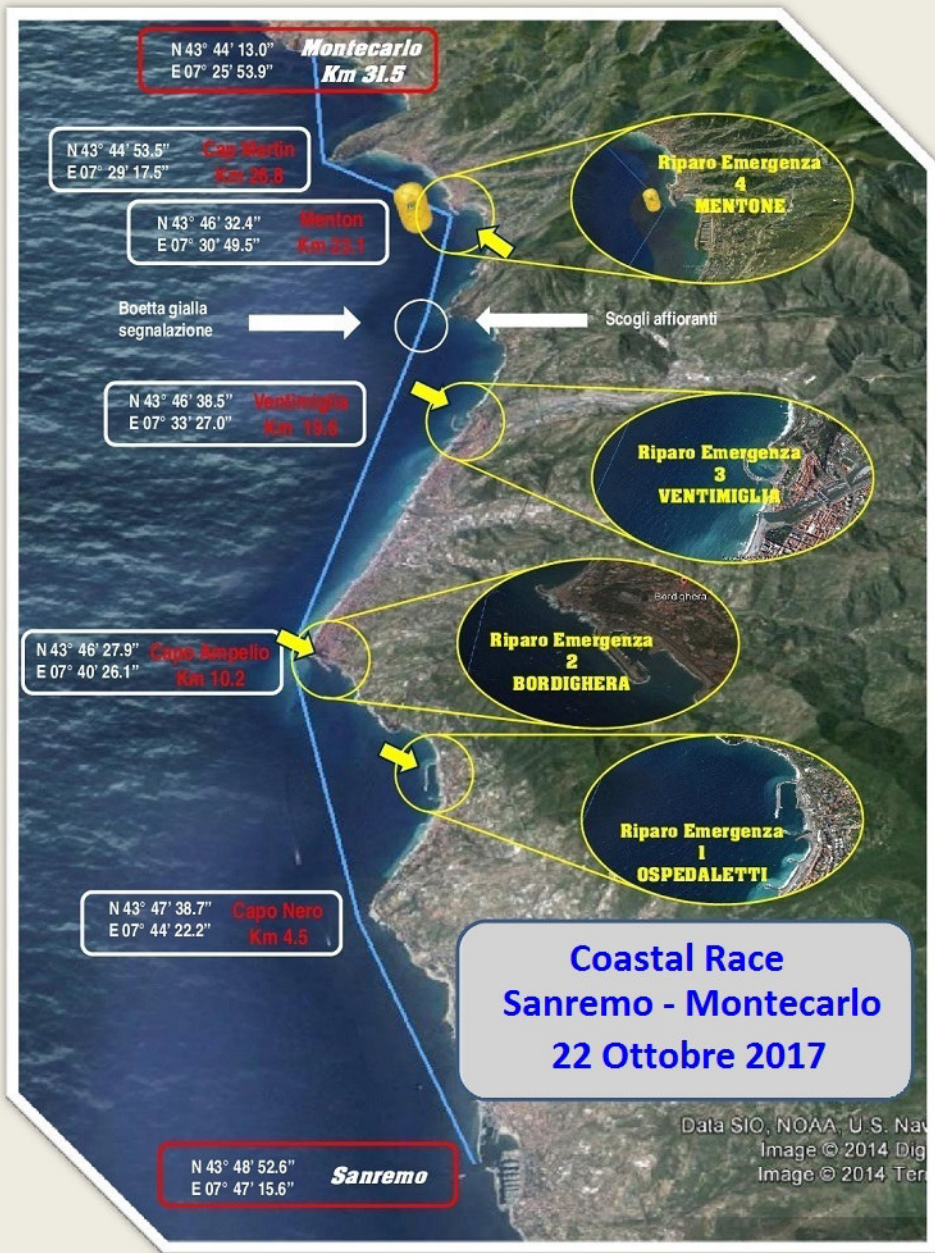 N 43° 44' 13.0" Montecarlo
E 07° 25' 53.9" Km 31.5
N 43° 44' 53.5" Cap Martin
E 07° 29' 17.5" Km 26.8
Riparo Emergenza
4
MENTONE
N 43° 46' 32.4" Menton
E 07° 30' 49.5" Km 23.1
Boetta gialla
segnalazione
Scogli affioranti
N 43° 46' 38.5" Ventimiglia
E 07° 33' 27.0" Km 19.6
Riparo Emergenza
3
VENTIMIGLIA
Bordighera
Riparo Emergenza
2
BORDIGHERA
N 43° 46' 27.9" Capo Ampelio
E 07° 40' 26.1" Km 10.2
Riparo Emergenza
1
OSPEDALETTI
N 43° 47' 38.7" Capo Nero
E 07° 44' 22.2" Km 4.5
Coastal Race
Sanremo - Montecarlo
22 Ottobre 2017
Data SIO, NOAA, U.S. Nav
Image © 2014 Dig
Image © 2014 Terr
N 43° 48' 52.6" Sanremo
E 07° 47' 15.6"